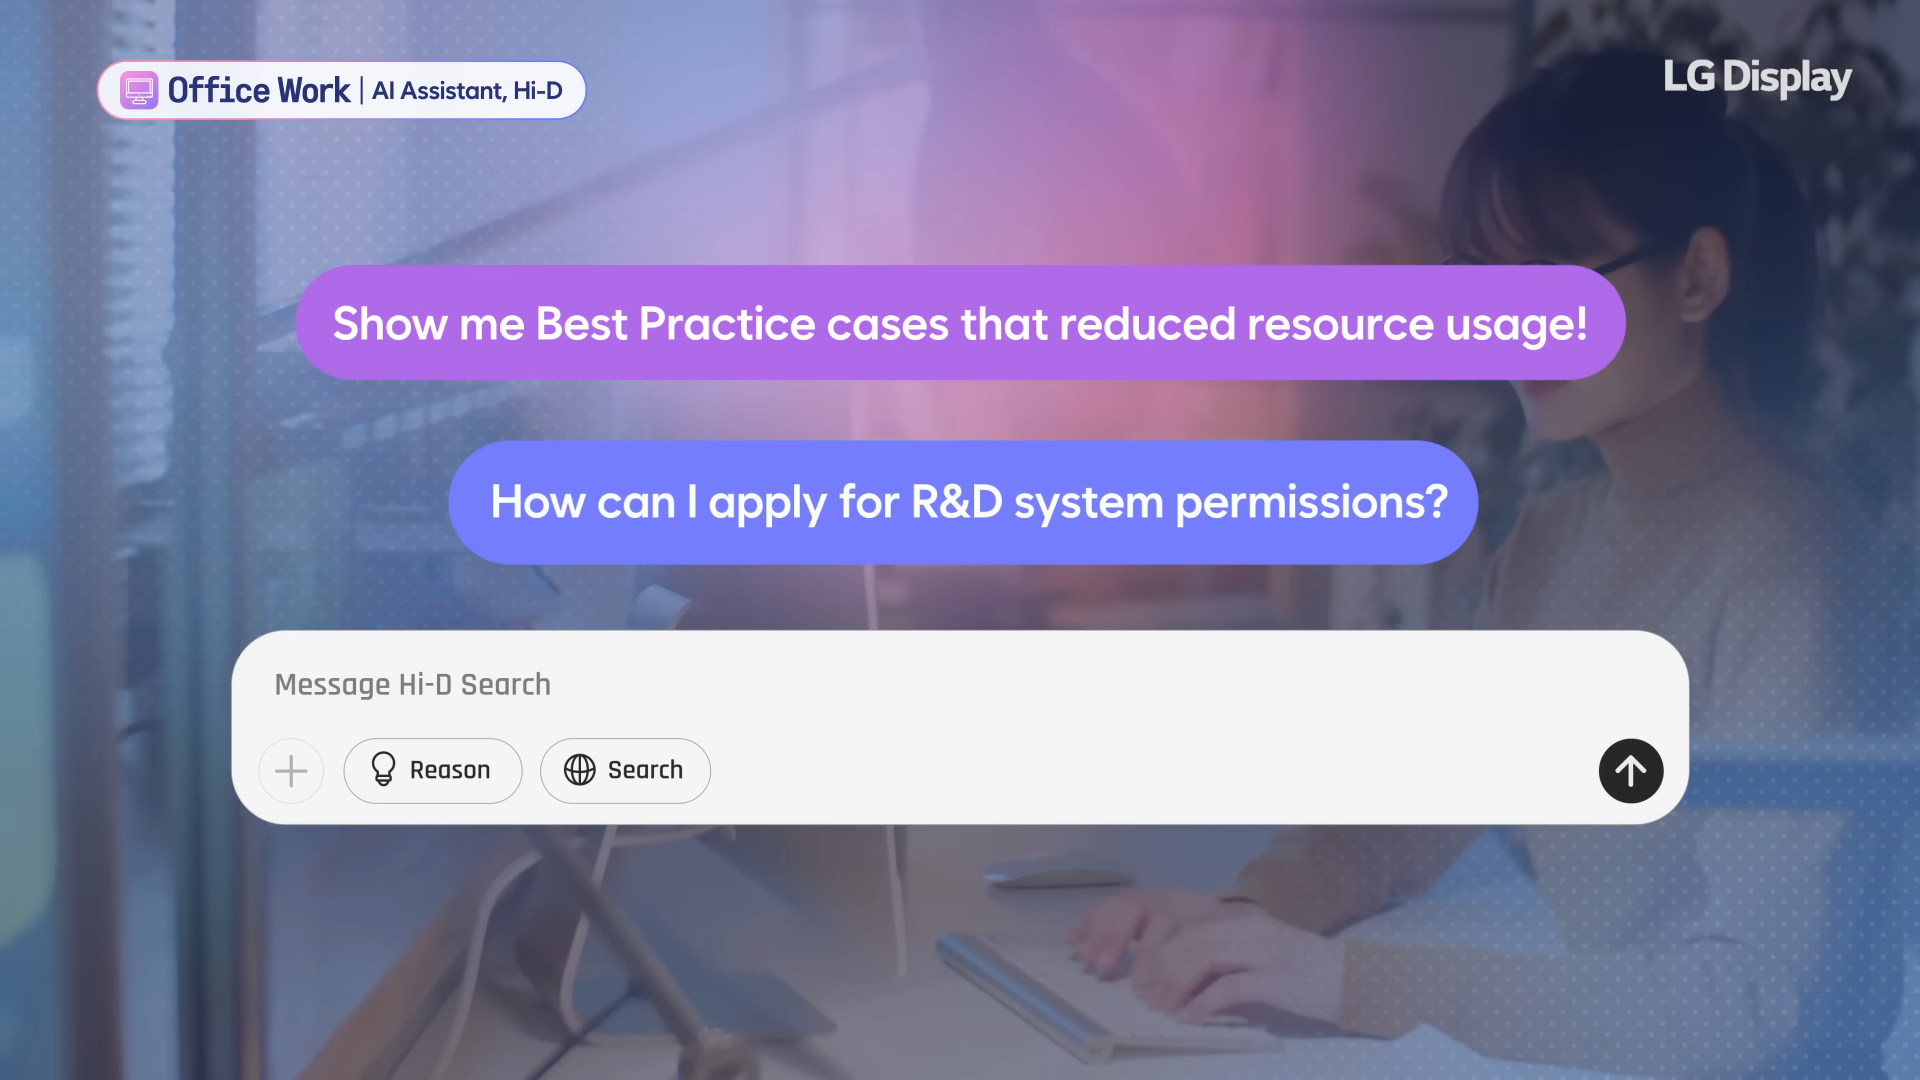 Office Work | AI Assistant, Hi-D
LG Display
Show me Best Practice cases that reduced resource usage!
How can I apply for R&D system permissions?
Message Hi-D Search
Reason
Search